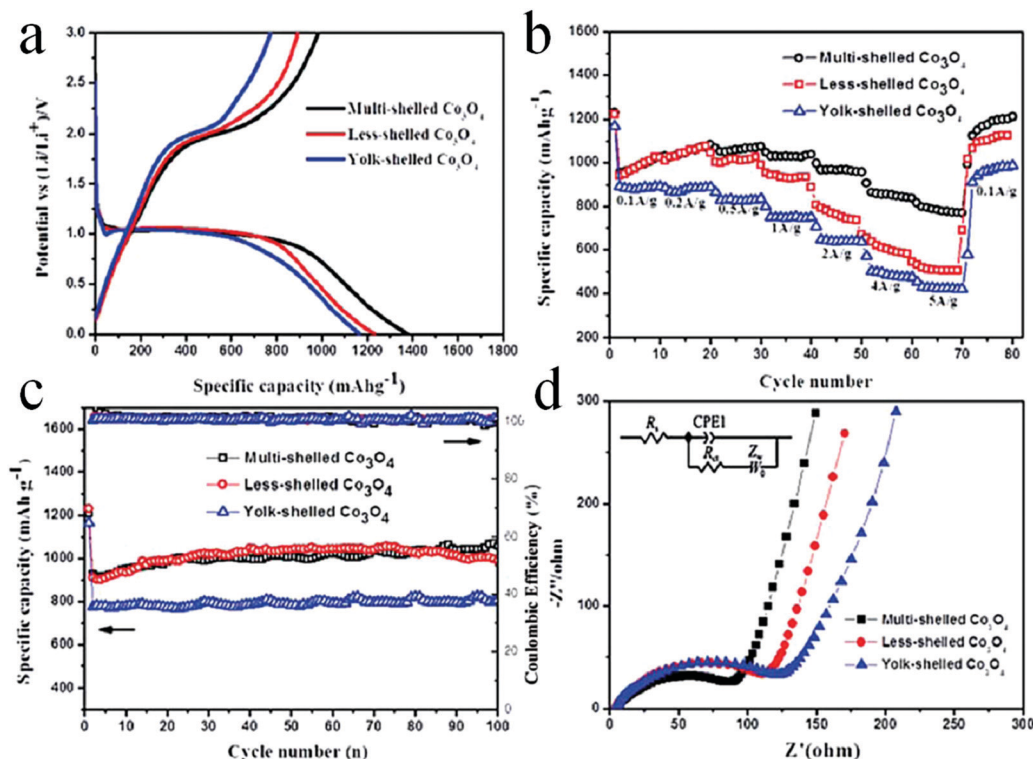 a
3.0
2.5
2.0
1.5
1.0
0.5
0.0
Potential vs (Li/Li⁺)/V
Multi-shelled Co₃O₄
Less-shelled Co₃O₄
Yolk-shelled Co₃O₄
0 200 400 600 800 1000 1200 1400 1600 1800
Specific capacity (mAhg⁻¹)
b
1600
1400
1200
1000
800
600
400
200
Specific capacity (mAhg⁻¹)
Multi-shelled Co₃O₄
Less-shelled Co₃O₄
Yolk-shelled Co₃O₄
0.1A/g 0.2A/g 0.5A/g 1A/g 2A/g 4A/g 5A/g 0.1A/g
0 10 20 30 40 50 60 70 80
Cycle number
c
1600
1400
1200
1000
800
600
400
Specific capacity (mAh g⁻¹)
Multi-shelled Co₃O₄
Less-shelled Co₃O₄
Yolk-shelled Co₃O₄
100
80
60
40
20
0
Coulombic Efficiency (%)
0 10 20 30 40 50 60 70 80 90 100
Cycle number (n)
d
300
250
200
150
100
50
0
-Z''/ohm
CPE1
Multi-shelled Co₃O₄
Less-shelled Co₃O₄
Yolk-shelled Co₃O₄
0 50 100 150 200 250 300
Z'(ohm)